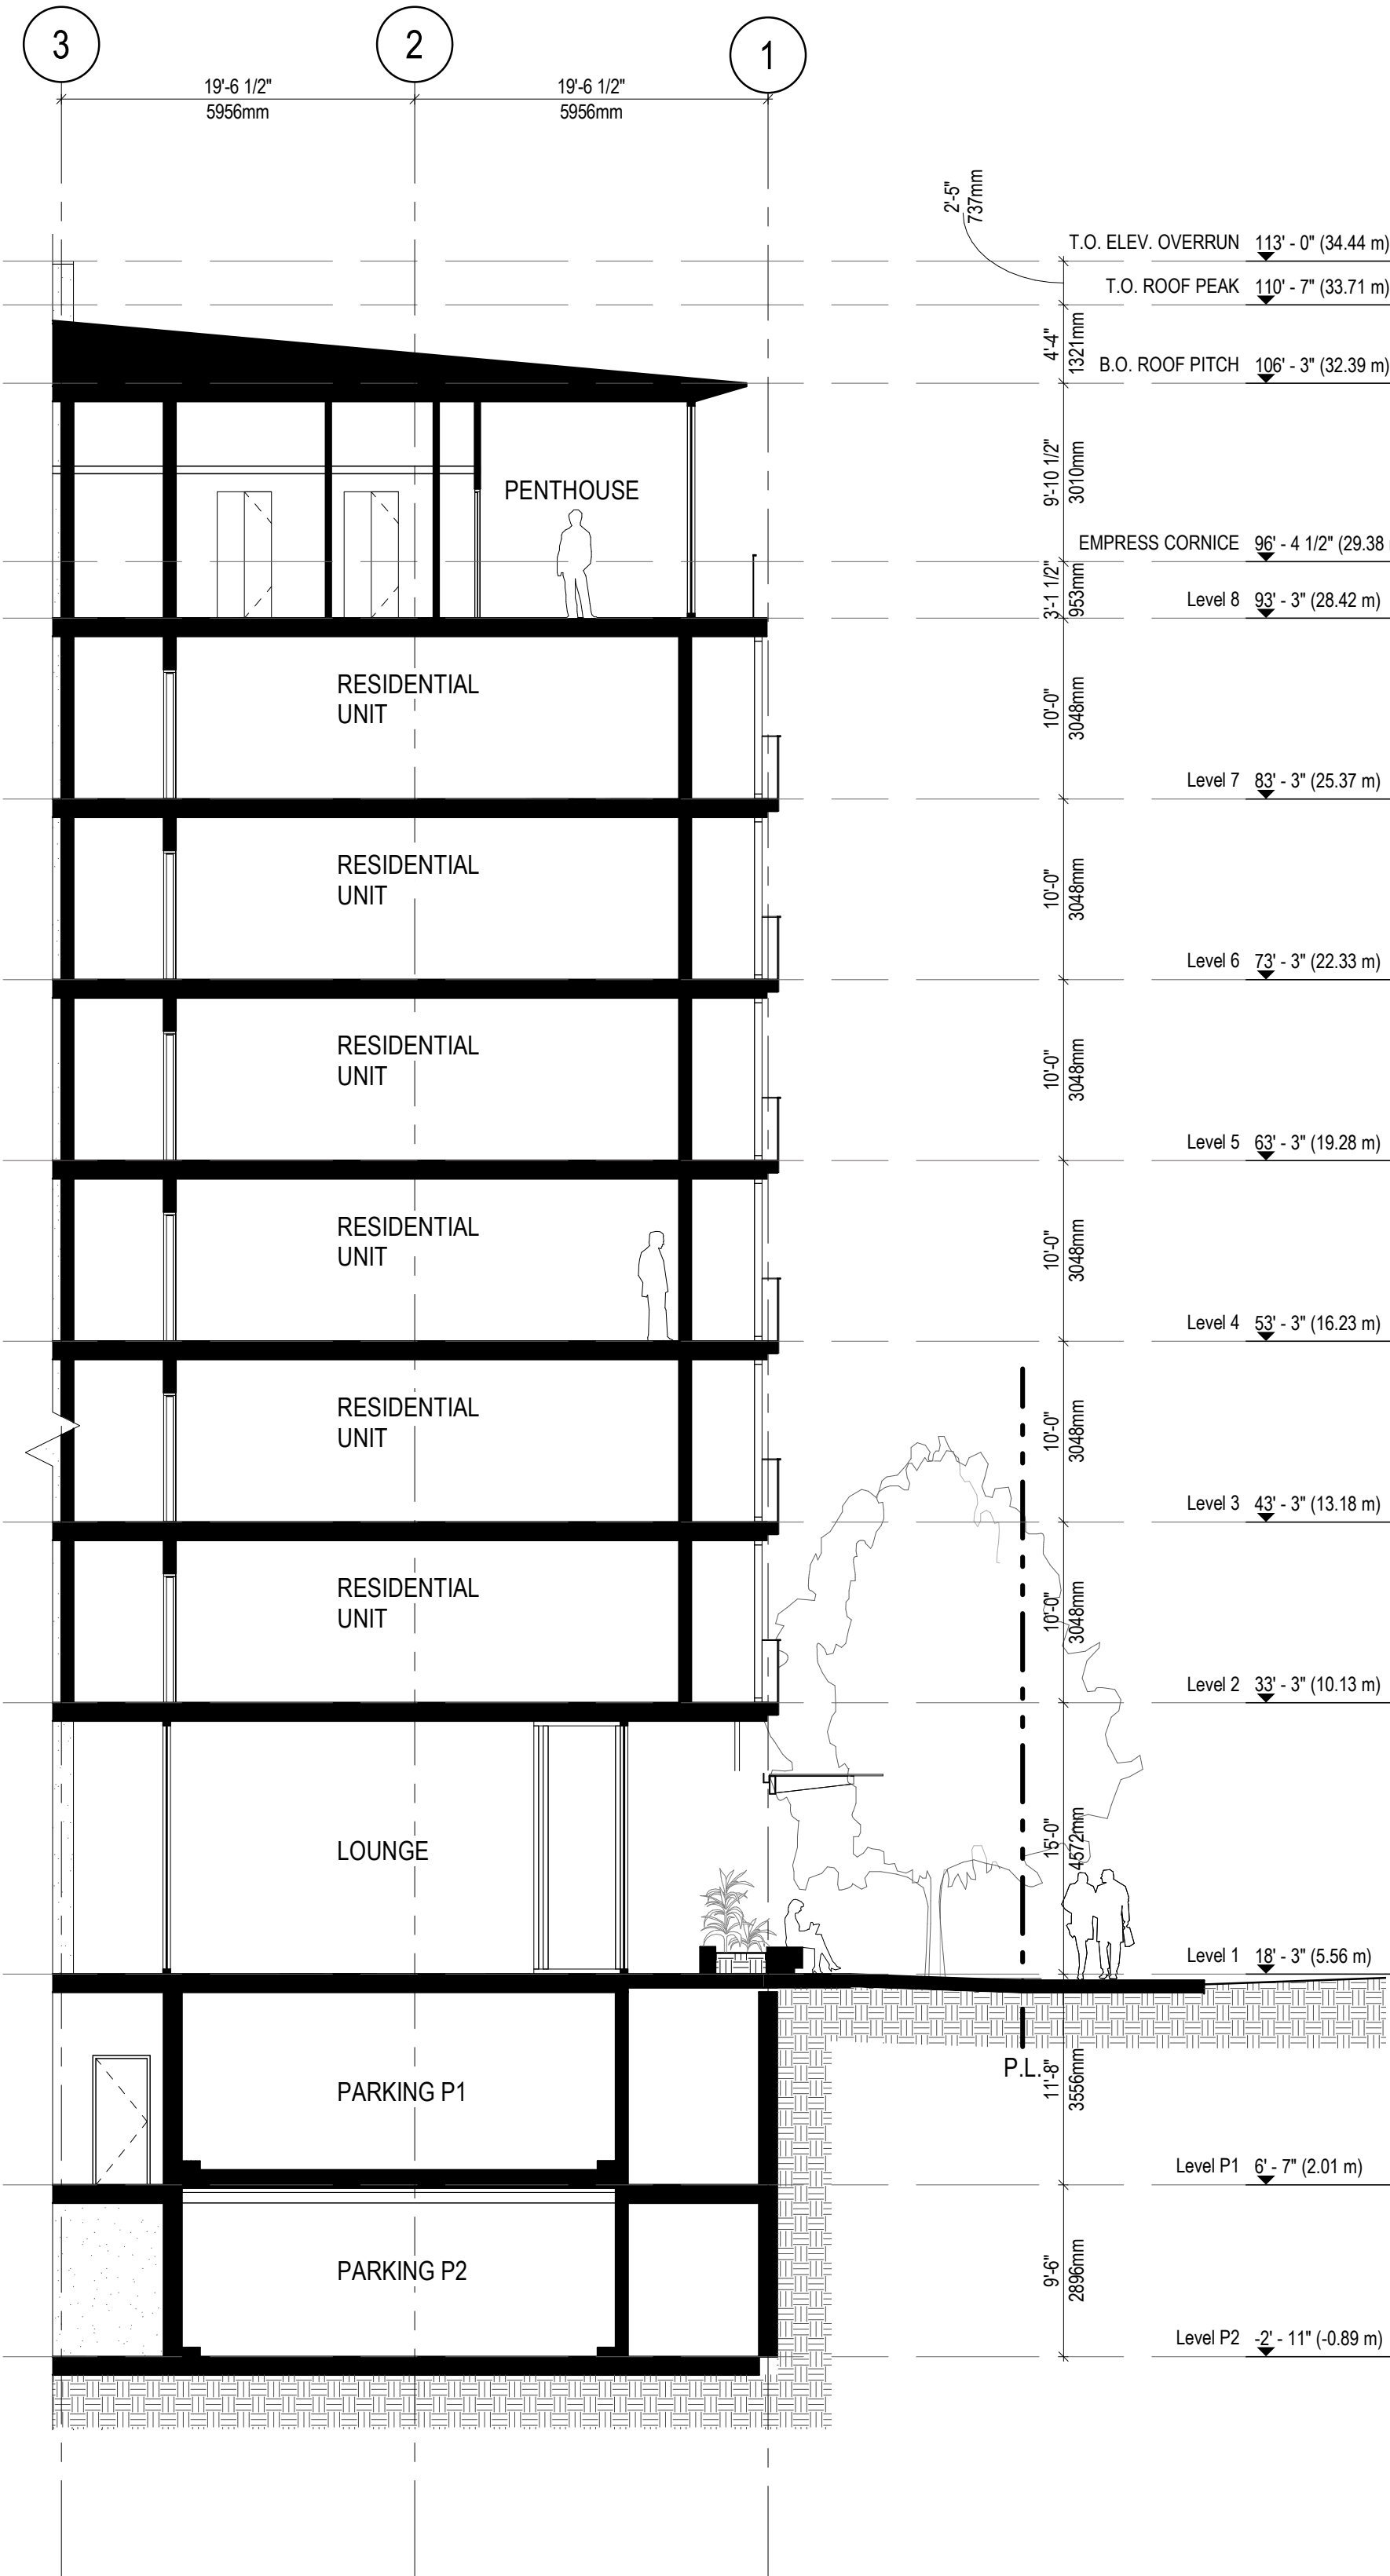 3
2
1
19'-6 1/2"
5956mm
19'-6 1/2"
5956mm
2'-5"
737mm
T.O. ELEV. OVERRUN 113' - 0" (34.44 m)
T.O. ROOF PEAK 110' - 7" (33.71 m)
4'-4"
1321mm
B.O. ROOF PITCH 106' - 3" (32.39 m)
9'-10 1/2"
3010mm
PENTHOUSE
EMPRESS CORNICE 96' - 4 1/2" (29.38
3'-1 1/2"
953mm
Level 8 93' - 3" (28.42 m)
RESIDENTIAL
UNIT
10'-0"
3048mm
Level 7 83' - 3" (25.37 m)
RESIDENTIAL
UNIT
10'-0"
3048mm
Level 6 73' - 3" (22.33 m)
RESIDENTIAL
UNIT
10'-0"
3048mm
Level 5 63' - 3" (19.28 m)
RESIDENTIAL
UNIT
10'-0"
3048mm
Level 4 53' - 3" (16.23 m)
RESIDENTIAL
UNIT
10'-0"
3048mm
Level 3 43' - 3" (13.18 m)
RESIDENTIAL
UNIT
10'-0"
3048mm
Level 2 33' - 3" (10.13 m)
LOUNGE
15'-0"
4572mm
Level 1 18' - 3" (5.56 m)
P.L.
11'-8"
3556mm
PARKING P1
Level P1 6' - 7" (2.01 m)
PARKING P2
9'-6"
2896mm
Level P2 -2' - 11" (-0.89 m)